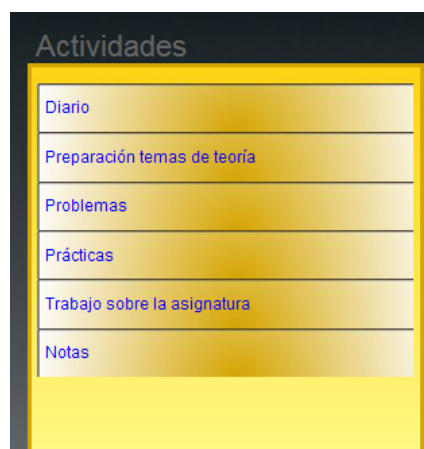 Actividades
Diario
Preparación temas de teoría
Problemas
Prácticas
Trabajo sobre la asignatura
Notas